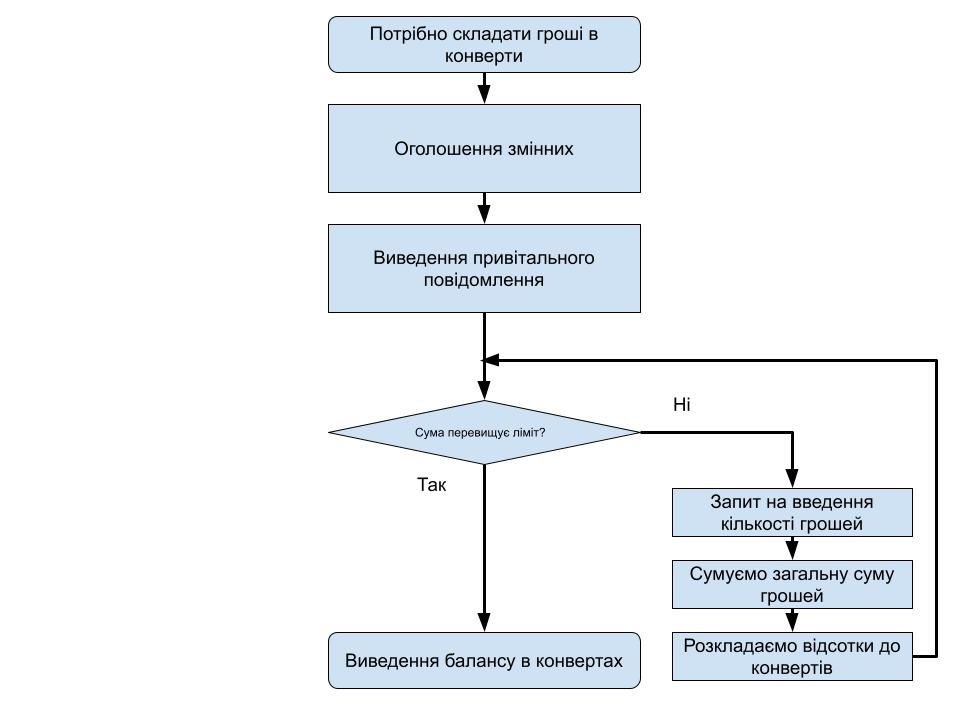 Потрібно складати гроші в
конверти
Оголошення змінних
Виведення привітального
повідомлення
Сума перевищує ліміт?
Ні
Так
Запит на введення
кількості грошей
Сумуємо загальну суму
грошей
Розкладаємо відсотки до
конвертів
Виведення балансу в конвертах